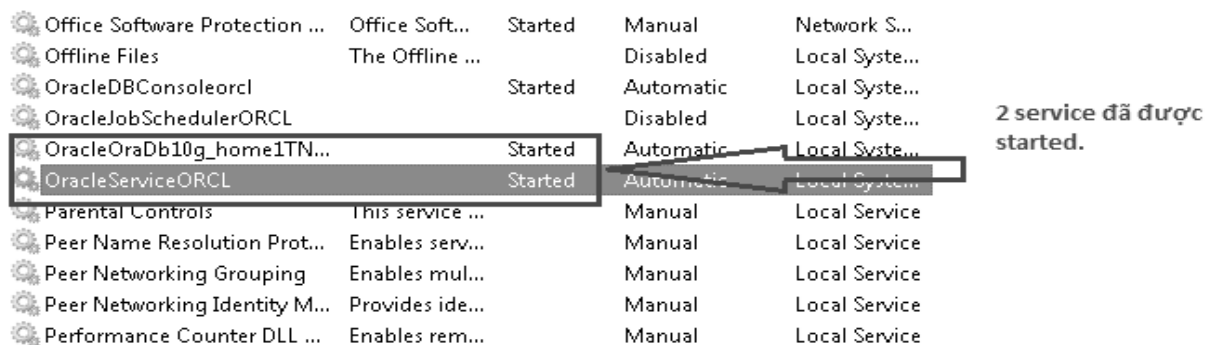 Office Software Protection ... Office Soft... Started Manual Network S...
Offline Files The Offline ... Disabled Local Syste...
OracleDBConsoleorcl Started Automatic Local Syste...
OracleJobSchedulerORCL Disabled Local Syste...
OracleOraDb10g_home1TN... Started Automatic Local Syste...
OracleServiceORCL Started Automatic Local Syste...
Parental Controls This service ... Manual Local Service
Peer Name Resolution Prot... Enables serv... Manual Local Service
Peer Networking Grouping Enables mul... Manual Local Service
Peer Networking Identity M... Provides ide... Manual Local Service
Performance Counter DLL ... Enables rem... Manual Local Service
2 service đã được
started.